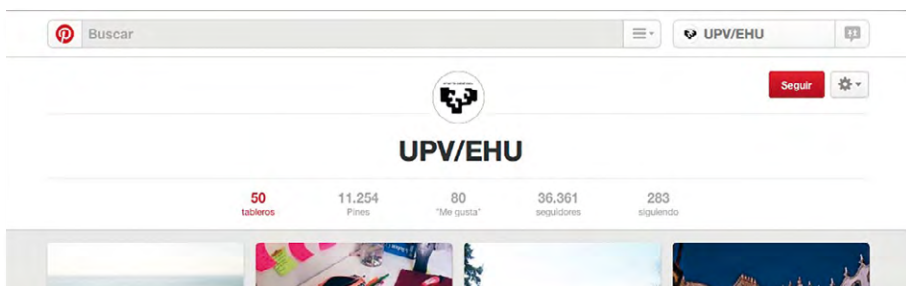 Buscar
UPV/EHU
Seguir
UPV/EHU
50 11.254 80 36.361 283
tableros Pines "Me gusta" seguidores siguiendo